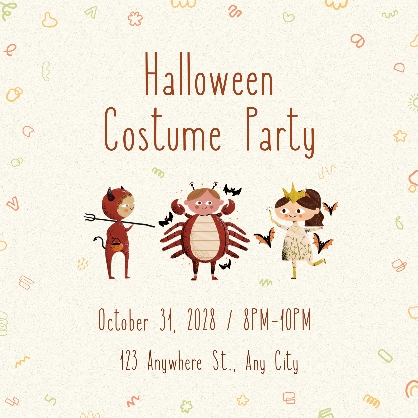 Halloween
Costume Party
October 31, 2028 / 8PM-10PM
123 Anywhere St., Any City